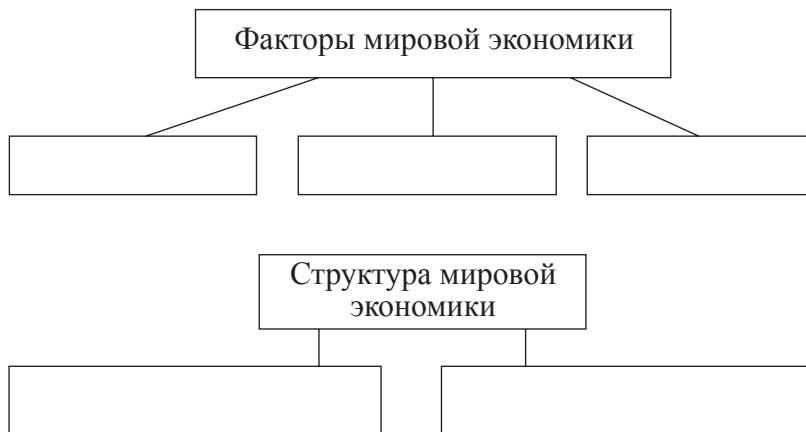 Факторы мировой экономики
Структура мировой
экономики